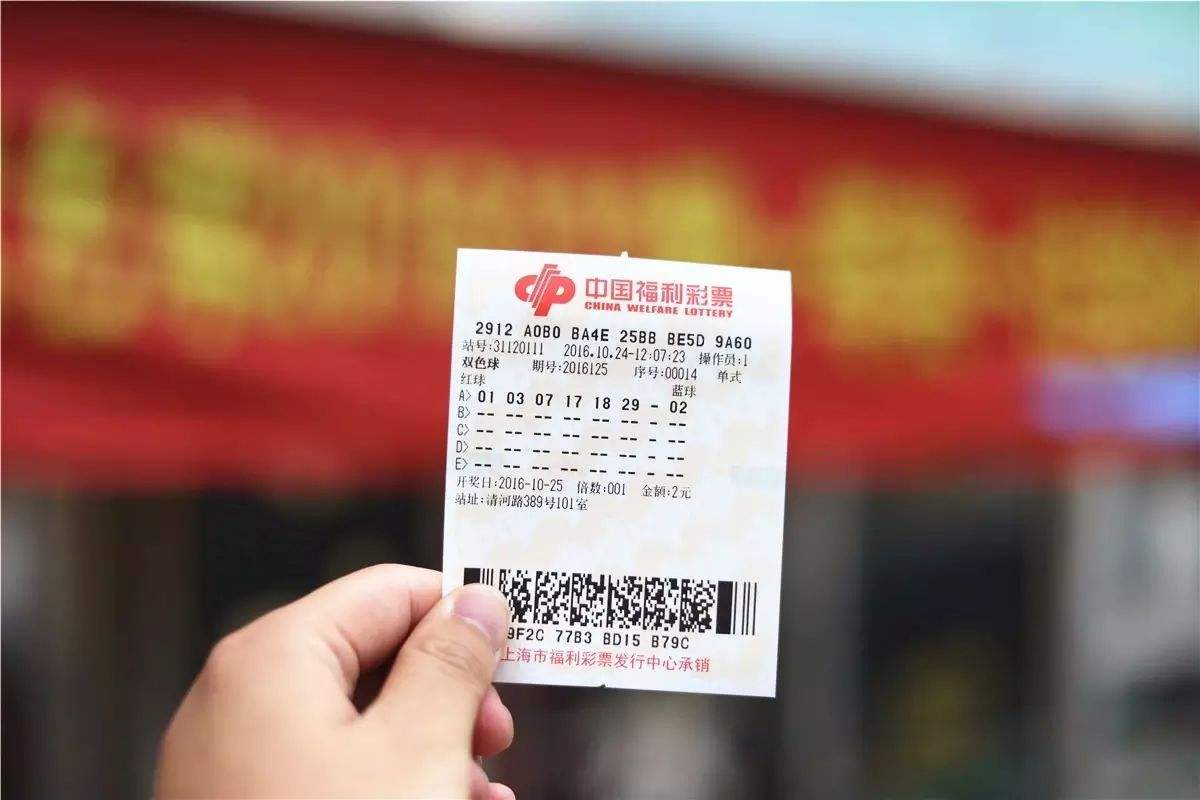 中国福利彩票
CHINA WELFARE LOTTERY
2912 A0B0 BA4E 25BB BE5D 9A60
站号:31120111 2016.10.24-12:07:23 操作员:1
双色球 期号:2016125 序号:00014 单式
红球 蓝球
A> 01 03 07 17 18 29 - 02
B> -- -- -- -- -- -- - --
C> -- -- -- -- -- -- - --
D> -- -- -- -- -- -- - --
E> -- -- -- -- -- -- - --
开奖日:2016-10-25 倍数:001 金额:2元
站址:清河路389号101室
9F2C 77B3 BD15 B79C
上海市福利彩票发行中心承销